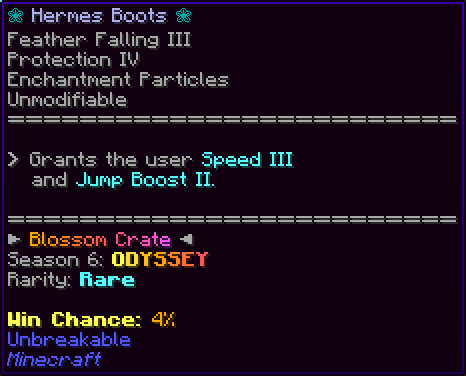 ❀ Hermes Boots ❀
Feather Falling III
Protection IV
Enchantment Particles
Unmodifiable
==============================
> Grants the user Speed III
and Jump Boost II.
==============================
► Blossom Crate ◄
Season 6: ODYSSEY
Rarity: Rare
Win Chance: 4%
Unbreakable
Minecraft